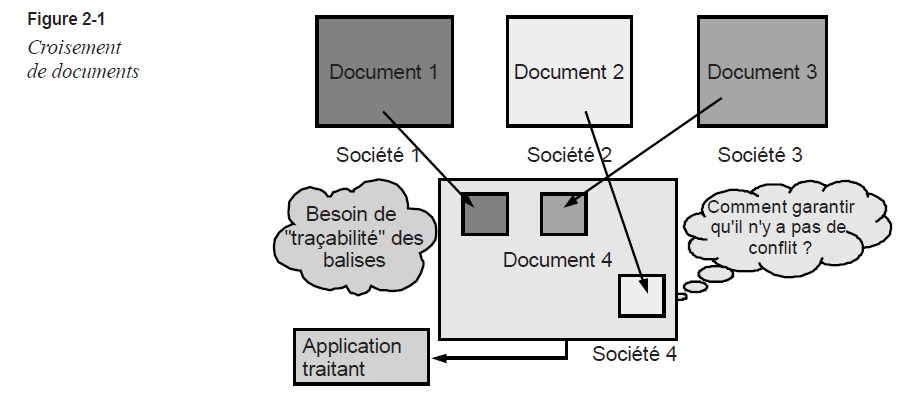 Figure 2-1
Croisement
de documents
Document 1
Document 2
Document 3
Société 1
Société 2
Société 3
Besoin de
"traçabilité" des
balises
Comment garantir
qu'il n'y a pas de
conflit ?
Document 4
Société 4
Application
traitant